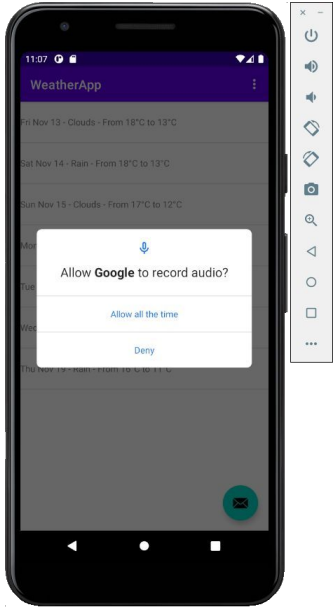 11:07
WeatherApp
Fri Nov 13 - Clouds - From 18°C to 13°C
Sat Nov 14 - Rain - From 18°C to 13°C
Sun Nov 15 - Clouds - From 17°C to 12°C
Mon
Allow Google to record audio?
Tue
Allow all the time
Wed
Deny
Thu Nov 19 - Rain - From 16°C to 11°C